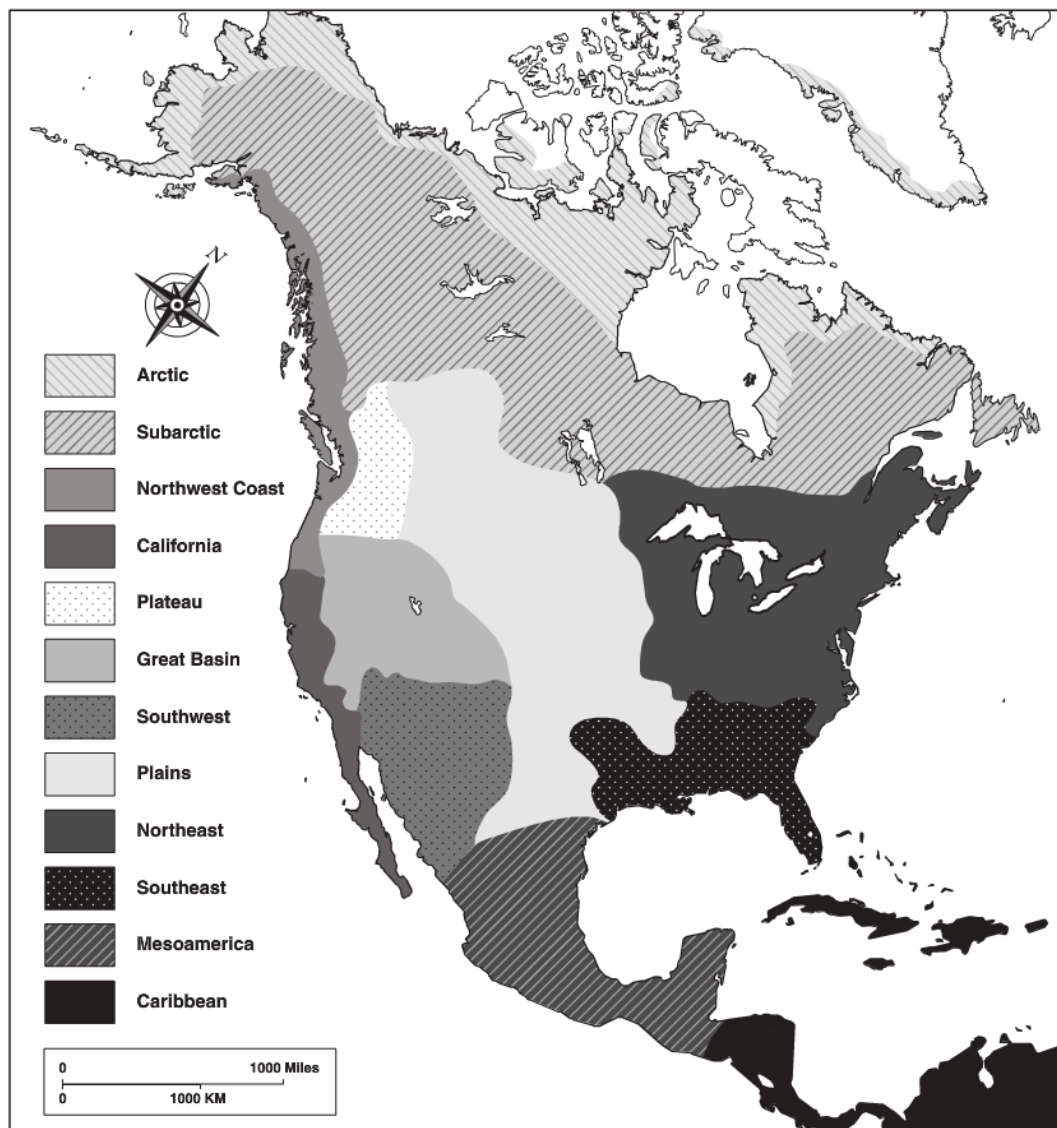 N
Arctic
Subarctic
Northwest Coast
California
Plateau
Great Basin
Southwest
Plains
Northeast
Southeast
Mesoamerica
Caribbean
0 1000 Miles
0 1000 KM